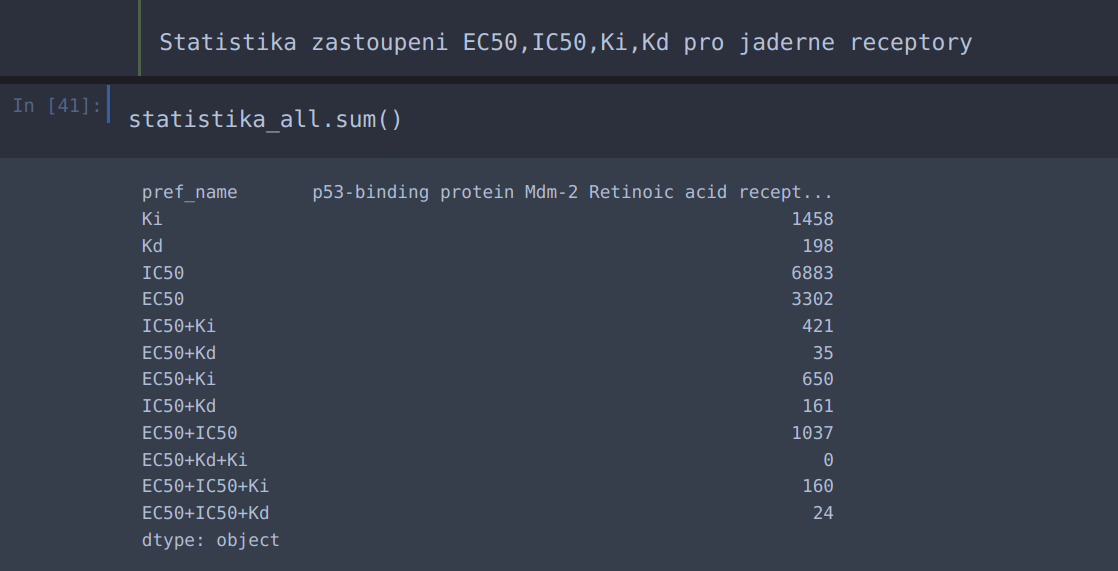 Statistika zastoupeni EC50,IC50,Ki,Kd pro jaderne receptory
In [41]:
statistika_all.sum()
pref_name p53-binding protein Mdm-2 Retinoic acid recept...
Ki 1458
Kd 198
IC50 6883
EC50 3302
IC50+Ki 421
EC50+Kd 35
EC50+Ki 650
IC50+Kd 161
EC50+IC50 1037
EC50+Kd+Ki 0
EC50+IC50+Ki 160
EC50+IC50+Kd 24
dtype: object